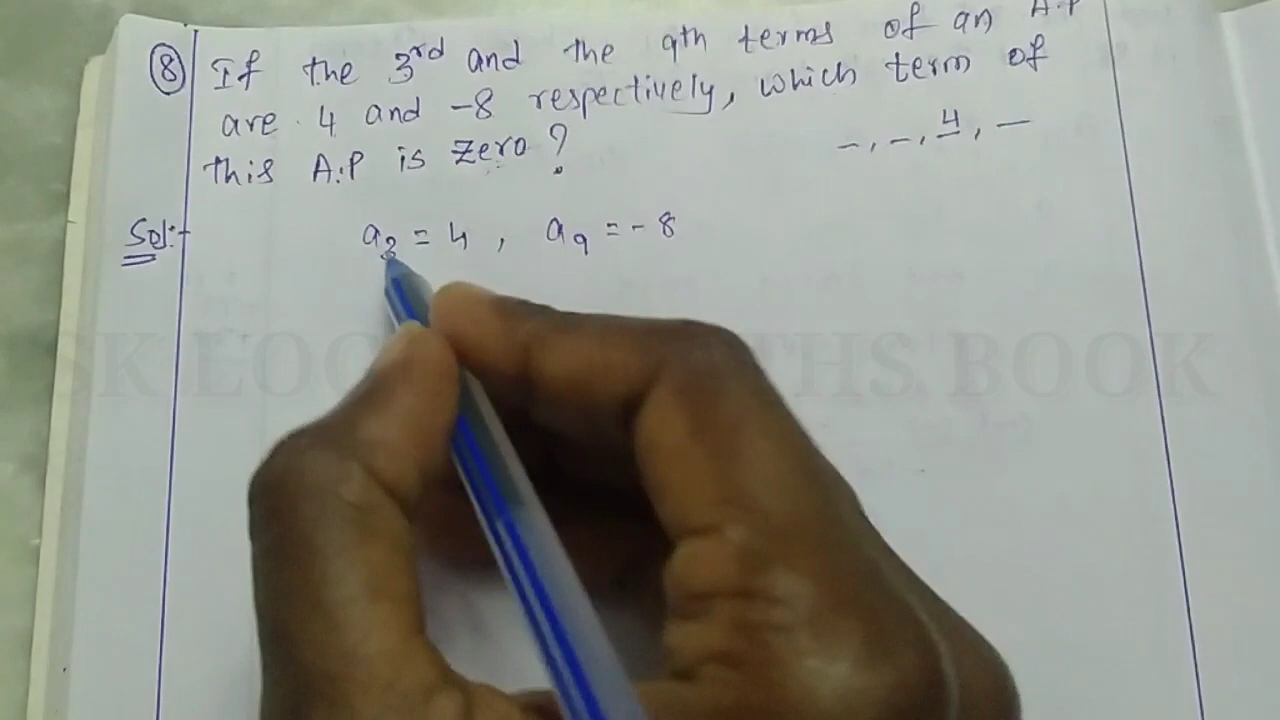 (8) If the 3rd and the 9th terms of an A.P
are 4 and -8 respectively, which term of
this A.P is zero?
-, -, 4, -
Sol:-
a3 = 4, a9 = -8